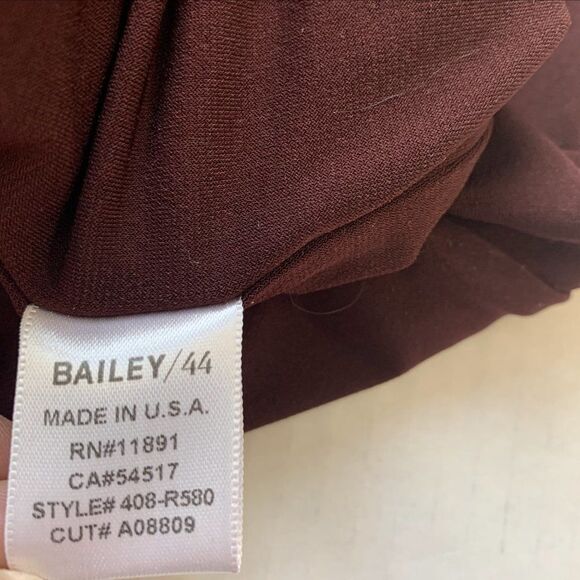 BAILEY/44
MADE IN U.S.A.
RN#11891
CA#54517
STYLE# 408-R580
CUT# A08809